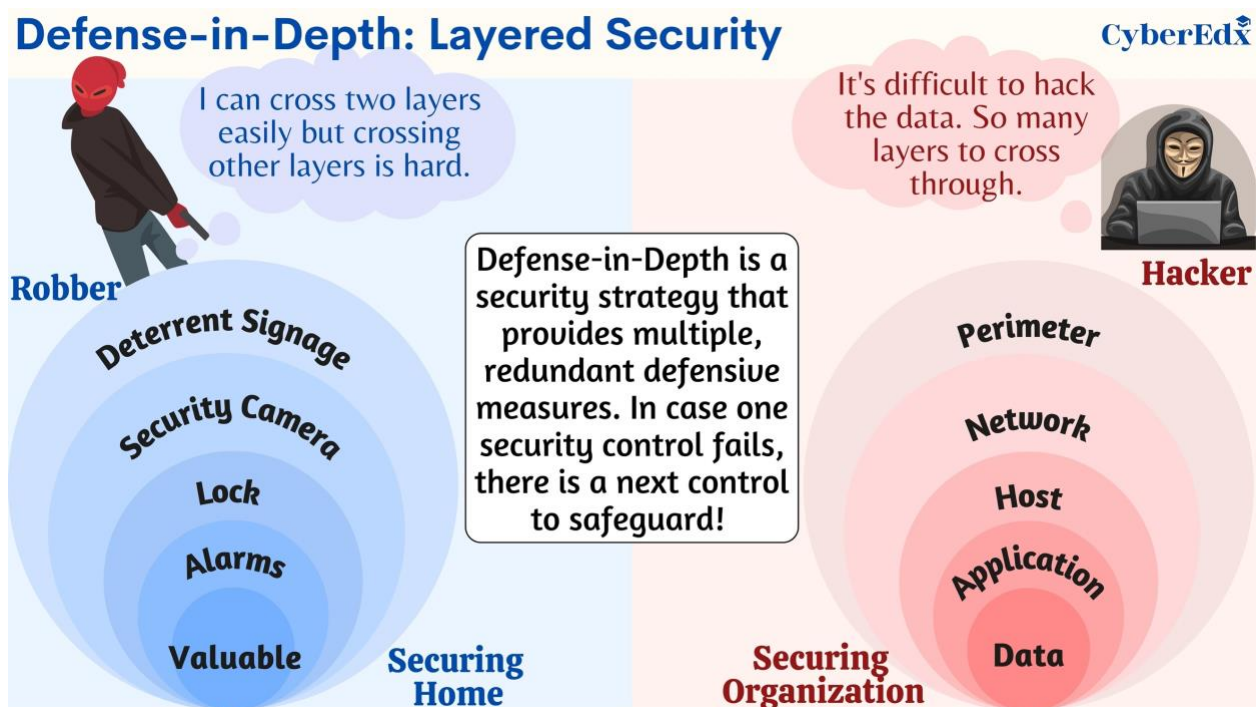 Defense-in-Depth: Layered Security
CyberEdx
I can cross two layers
easily but crossing
other layers is hard.
Robber
Deterrent Signage
Security Camera
Lock
Alarms
Valuable
Securing
Home
Defense-in-Depth is a
security strategy that
provides multiple,
redundant defensive
measures. In case one
security control fails,
there is a next control
to safeguard!
It's difficult to hack
the data. So many
layers to cross
through.
Hacker
Perimeter
Network
Host
Application
Data
Securing
Organization